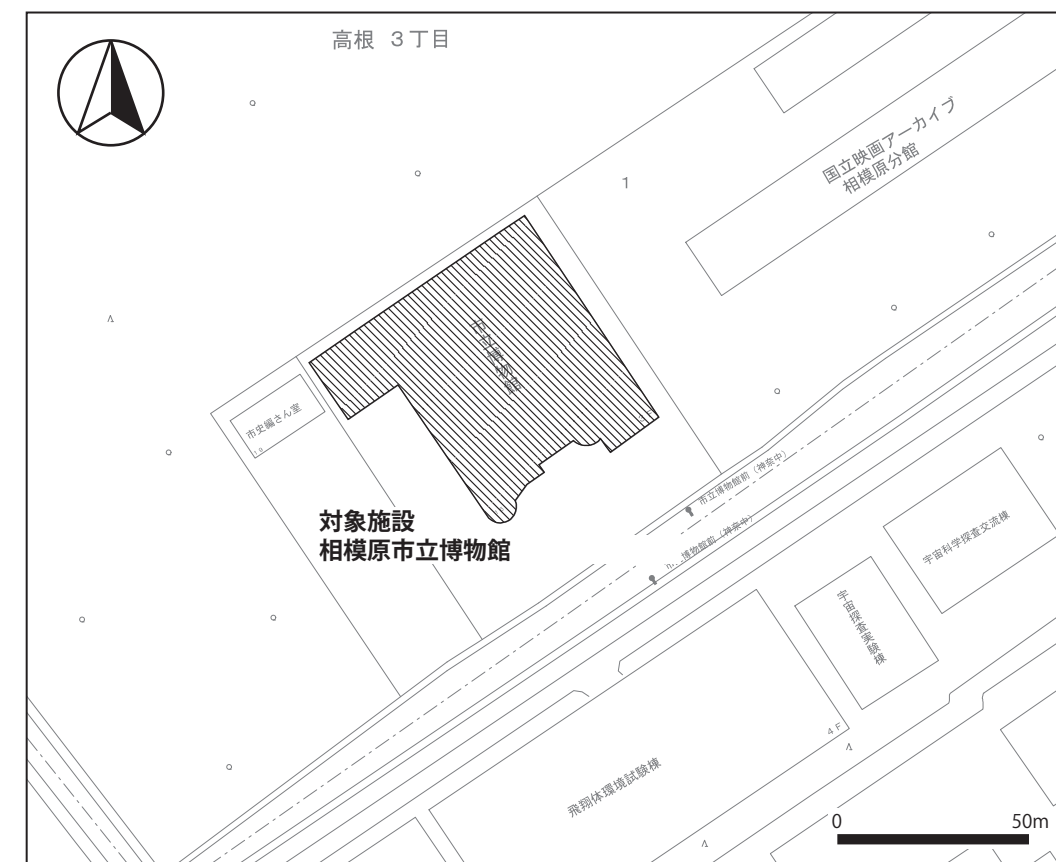 高根 3丁目
国立映画アーカイブ
相模原分館
1
市立博物館
市史編さん室
19
対象施設
相模原市立博物館
市立博物館前（神奈中）
博物館前（神奈中）
宇宙科学探査交流棟
宇宙探査実験棟
4F
飛翔体環境試験棟
0
50m